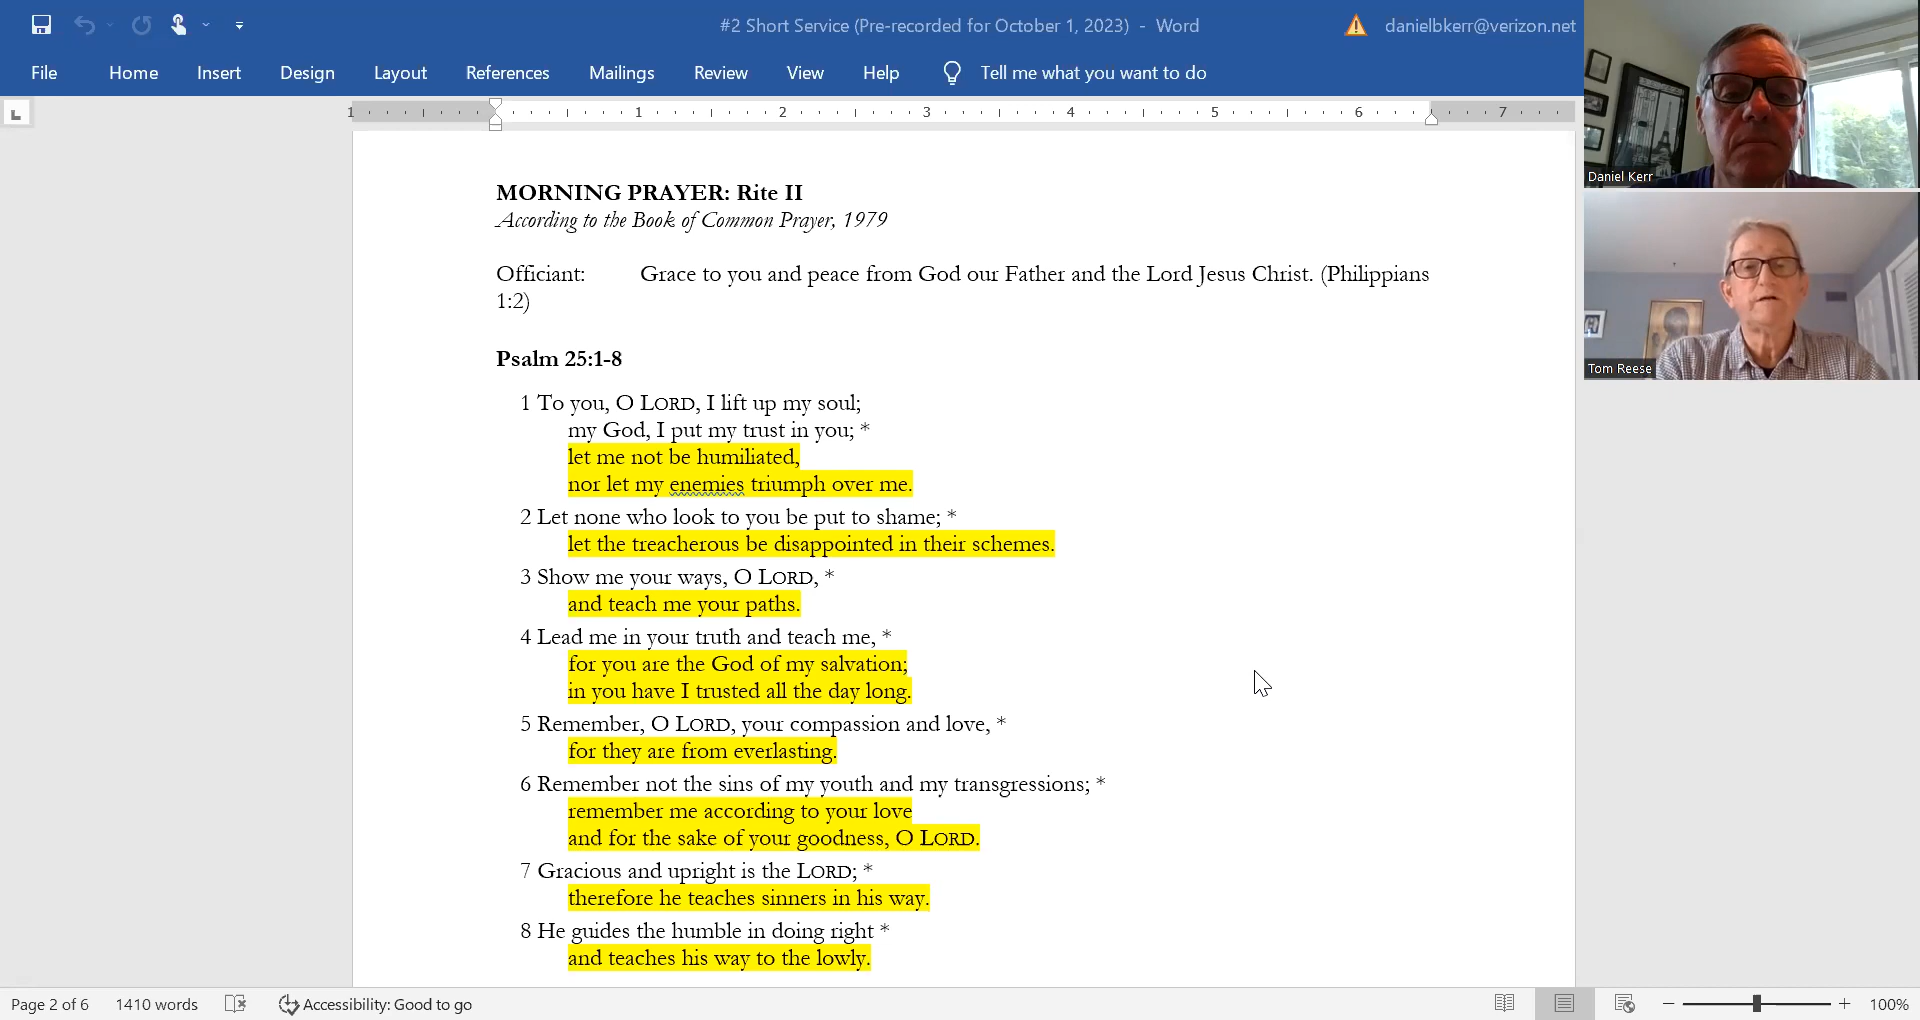 #2 Short Service (Pre-recorded for October 1, 2023) - Word
danielbkerr@verizon.net
File Home Insert Design Layout References Mailings Review View Help Tell me what you want to do
1 1 2 3 4 5 6 7
Daniel Kerr
Tom Reese
MORNING PRAYER: Rite II
According to the Book of Common Prayer, 1979
Officiant: Grace to you and peace from God our Father and the Lord Jesus Christ. (Philippians
1:2)
Psalm 25:1-8
1 To you, O LORD, I lift up my soul;
my God, I put my trust in you; *
let me not be humiliated,
nor let my enemies triumph over me.
2 Let none who look to you be put to shame; *
let the treacherous be disappointed in their schemes.
3 Show me your ways, O LORD, *
and teach me your paths.
4 Lead me in your truth and teach me, *
for you are the God of my salvation;
in you have I trusted all the day long.
5 Remember, O LORD, your compassion and love, *
for they are from everlasting.
6 Remember not the sins of my youth and my transgressions; *
remember me according to your love
and for the sake of your goodness, O LORD.
7 Gracious and upright is the LORD; *
therefore he teaches sinners in his way.
8 He guides the humble in doing right *
and teaches his way to the lowly.
Page 2 of 6 1410 words Accessibility: Good to go 100%